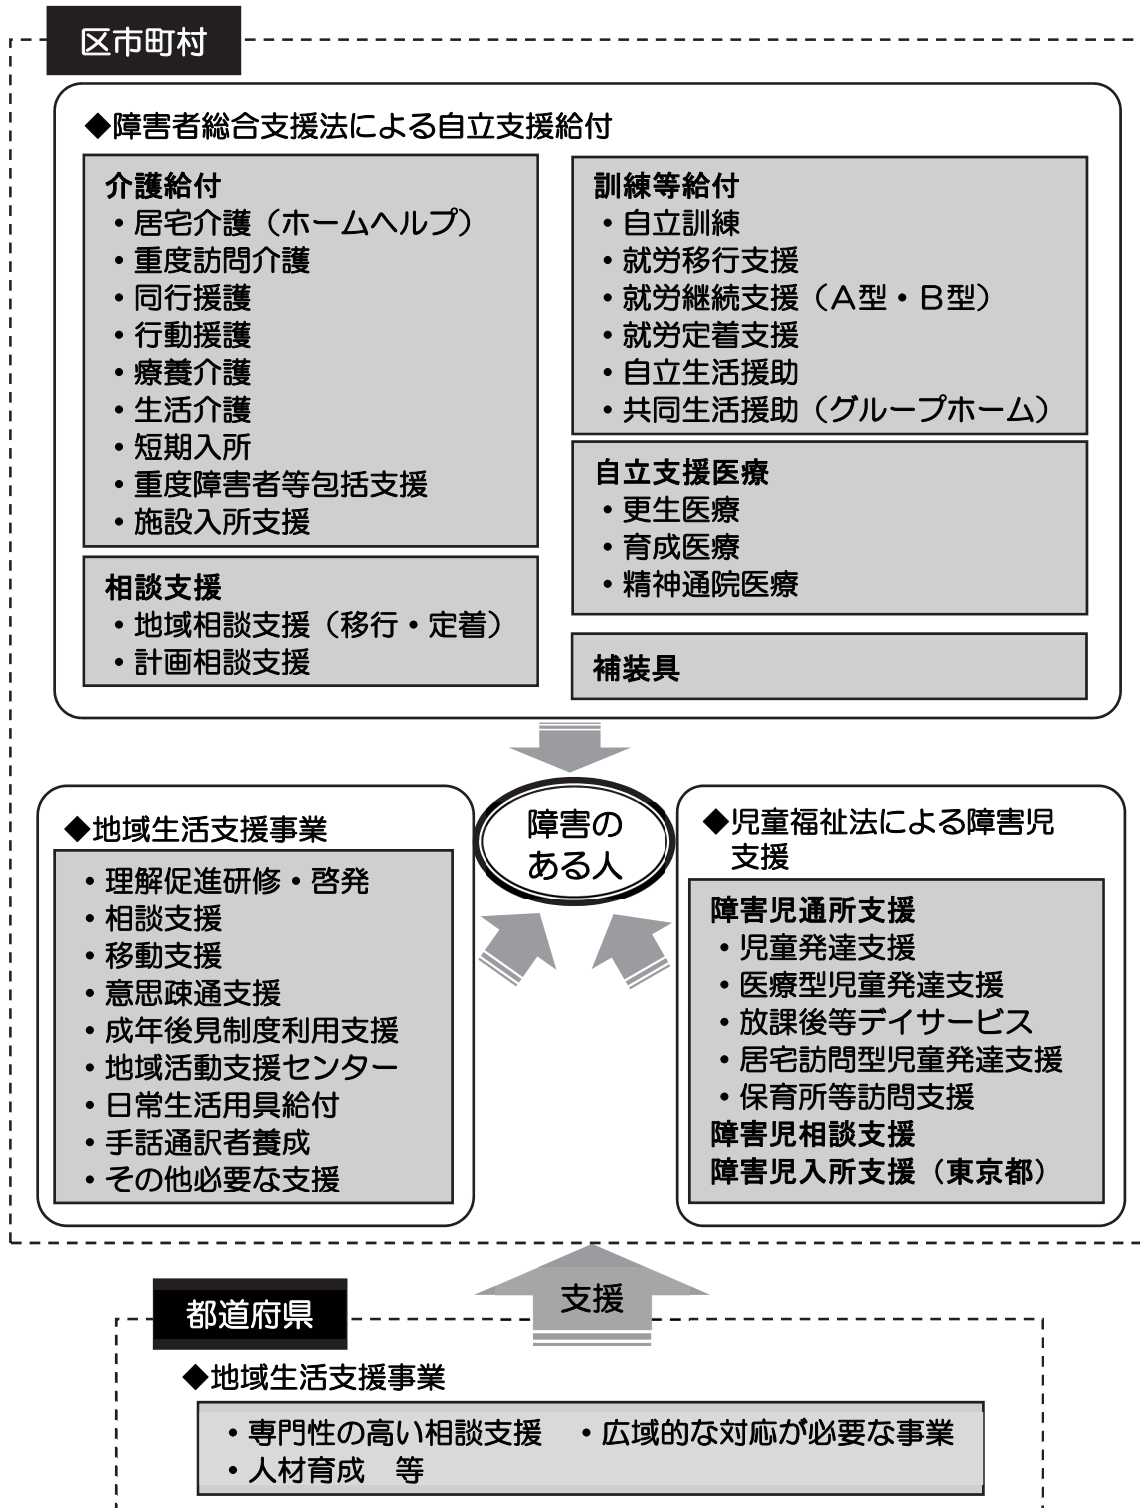 区市町村
◆障害者総合支援法による自立支援給付
介護給付
・居宅介護（ホームヘルプ）
・重度訪問介護
・同行援護
・行動援護
・療養介護
・生活介護
・短期入所
・重度障害者等包括支援
・施設入所支援
相談支援
・地域相談支援（移行・定着）
・計画相談支援
訓練等給付
・自立訓練
・就労移行支援
・就労継続支援（Ａ型・Ｂ型）
・就労定着支援
・自立生活援助
・共同生活援助（グループホーム）
自立支援医療
・更生医療
・育成医療
・精神通院医療
補装具
障害の
ある人
◆地域生活支援事業
・理解促進研修・啓発
・相談支援
・移動支援
・意思疎通支援
・成年後見制度利用支援
・地域活動支援センター
・日常生活用具給付
・手話通訳者養成
・その他必要な支援
◆児童福祉法による障害児
支援
障害児通所支援
・児童発達支援
・医療型児童発達支援
・放課後等デイサービス
・居宅訪問型児童発達支援
・保育所等訪問支援
障害児相談支援
障害児入所支援（東京都）
支援
都道府県
◆地域生活支援事業
・専門性の高い相談支援　・広域的な対応が必要な事業
・人材育成　等